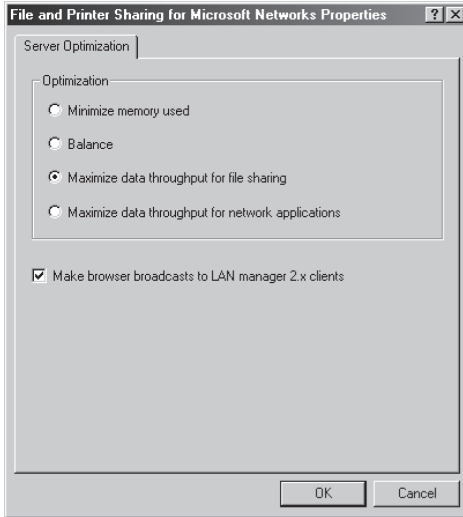 File and Printer Sharing for Microsoft Networks Properties
Server Optimization
Optimization
Minimize memory used
Balance
Maximize data throughput for file sharing
Maximize data throughput for network applications
Make browser broadcasts to LAN manager 2.x clients
OK
Cancel